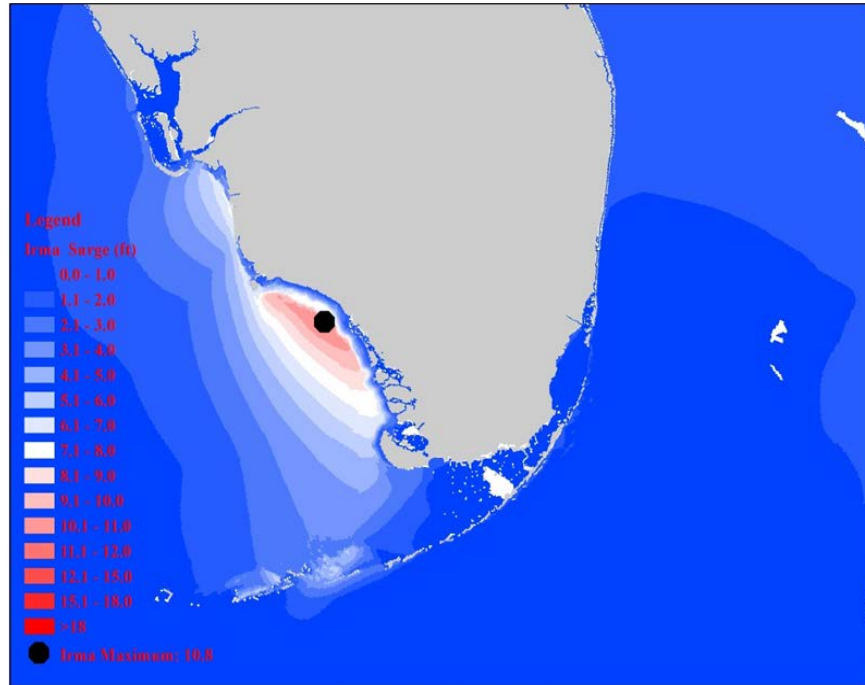 Legend
Irma Surge (ft)
0.0 - 1.0
1.1 - 2.0
2.1 - 3.0
3.1 - 4.0
4.1 - 5.0
5.1 - 6.0
6.1 - 7.0
7.1 - 8.0
8.1 - 9.0
9.1 - 10.0
10.1 - 11.0
11.1 - 12.0
12.1 - 15.0
15.1 - 18.0
>18
Irma Maximum: 10.8